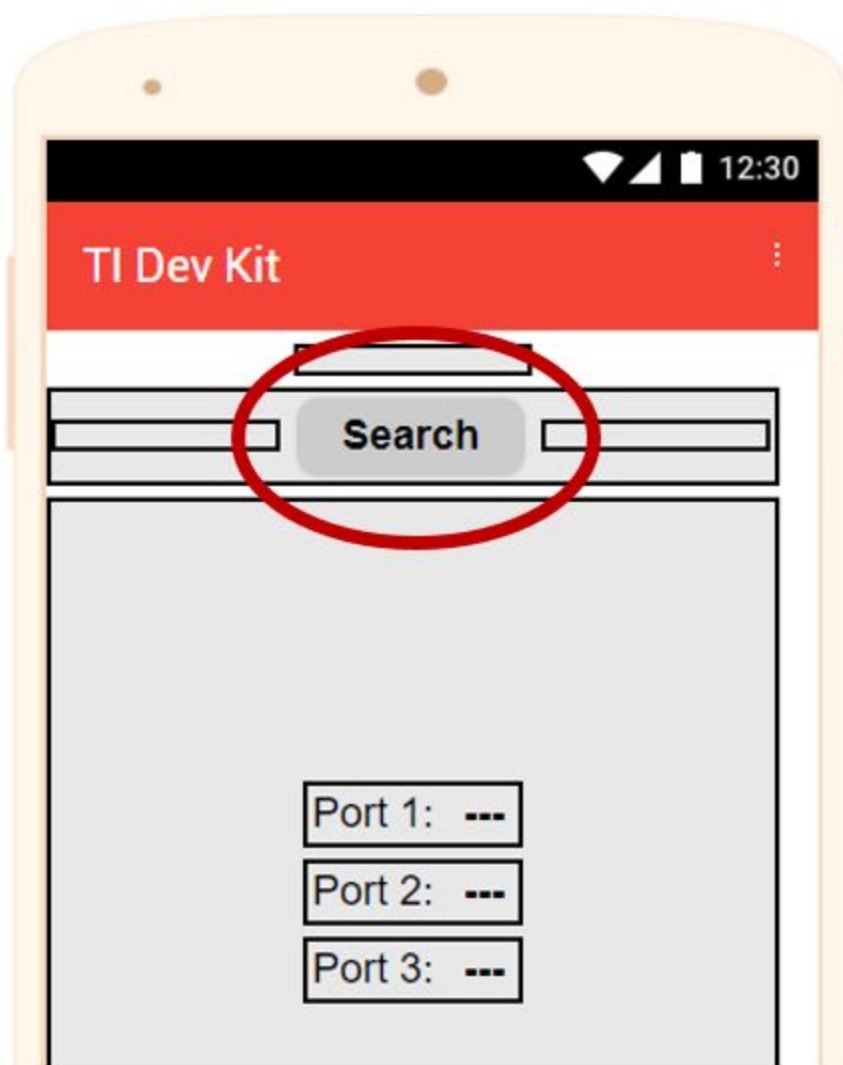 12:30
TI Dev Kit
Search
Port 1: ---
Port 2: ---
Port 3: ---